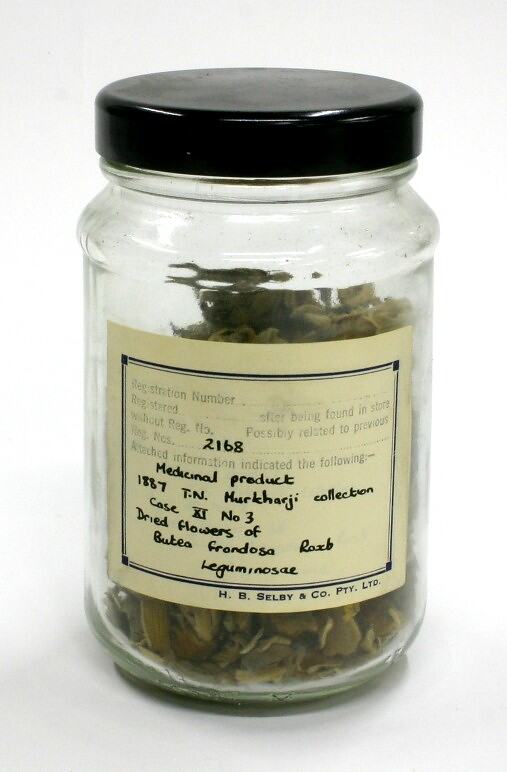 Registration Number
Registered after being found in store
without Reg. No. Possibly related to previous
Reg. Nos. 2168
Attached information indicated the following:—
Medicinal product
1887 T.N. Murkharji collection
Case XI No 3
Dried flowers of
Butea frondosa Roxb
Leguminosae
H. B. SELBY & CO. PTY. LTD.